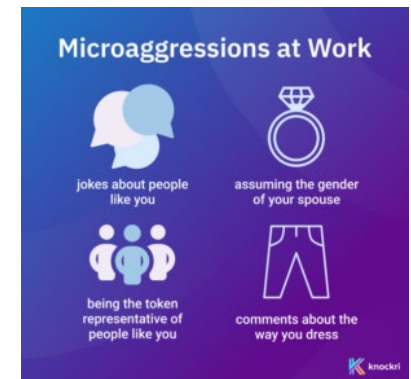 Microaggressions at Work
jokes about people
like you
assuming the gender
of your spouse
being the token
representative of
people like you
comments about the
way you dress
knockri